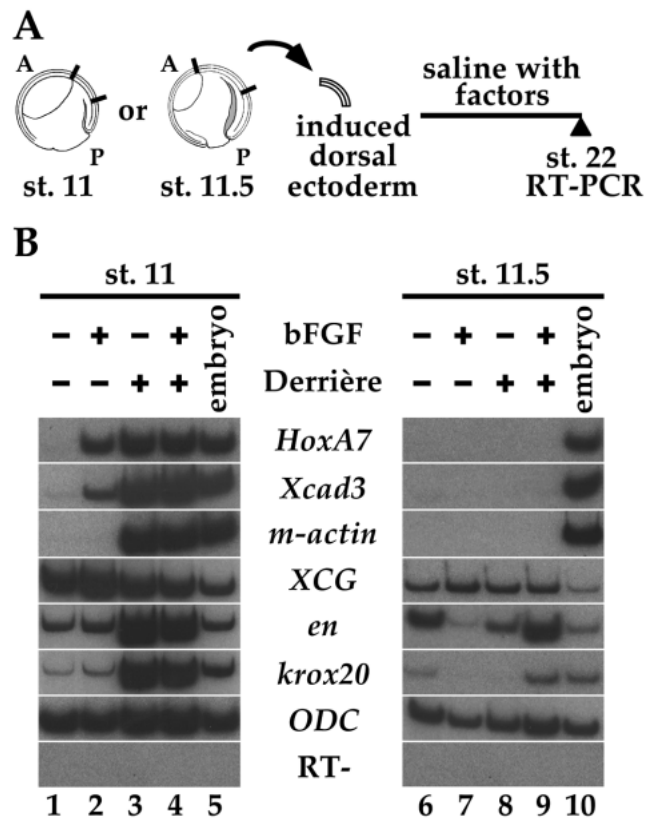 A
A
A
or
P
P
st. 11
st. 11.5
induced
dorsal
ectoderm
saline with
factors
st. 22
RT-PCR
B
st. 11
st. 11.5
− + − + embryo bFGF − + − + embryo
− − + + Derrière − − + +
HoxA7
Xcad3
m-actin
XCG
en
krox20
ODC
RT-
1 2 3 4 5 6 7 8 9 10